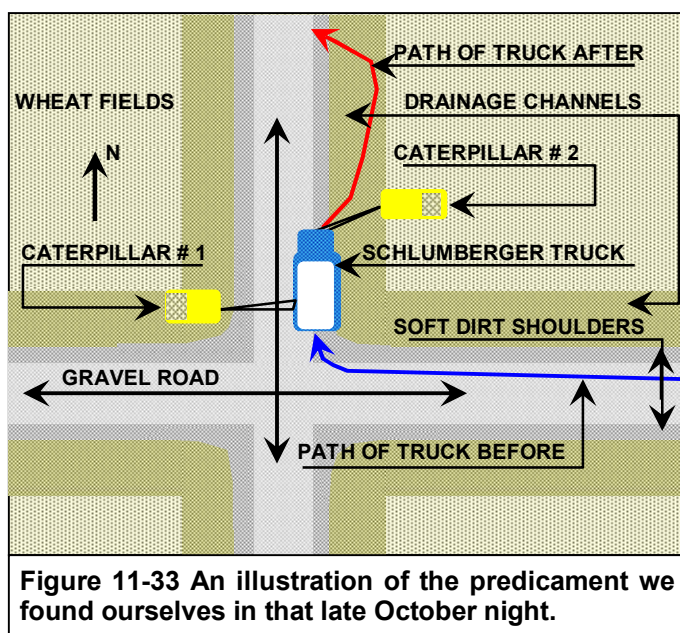 PATH OF TRUCK AFTER
WHEAT FIELDS
DRAINAGE CHANNELS
N
CATERPILLAR # 2
CATERPILLAR # 1
SCHLUMBERGER TRUCK
SOFT DIRT SHOULDERS
GRAVEL ROAD
PATH OF TRUCK BEFORE
Figure 11-33 An illustration of the predicament we
found ourselves in that late October night.